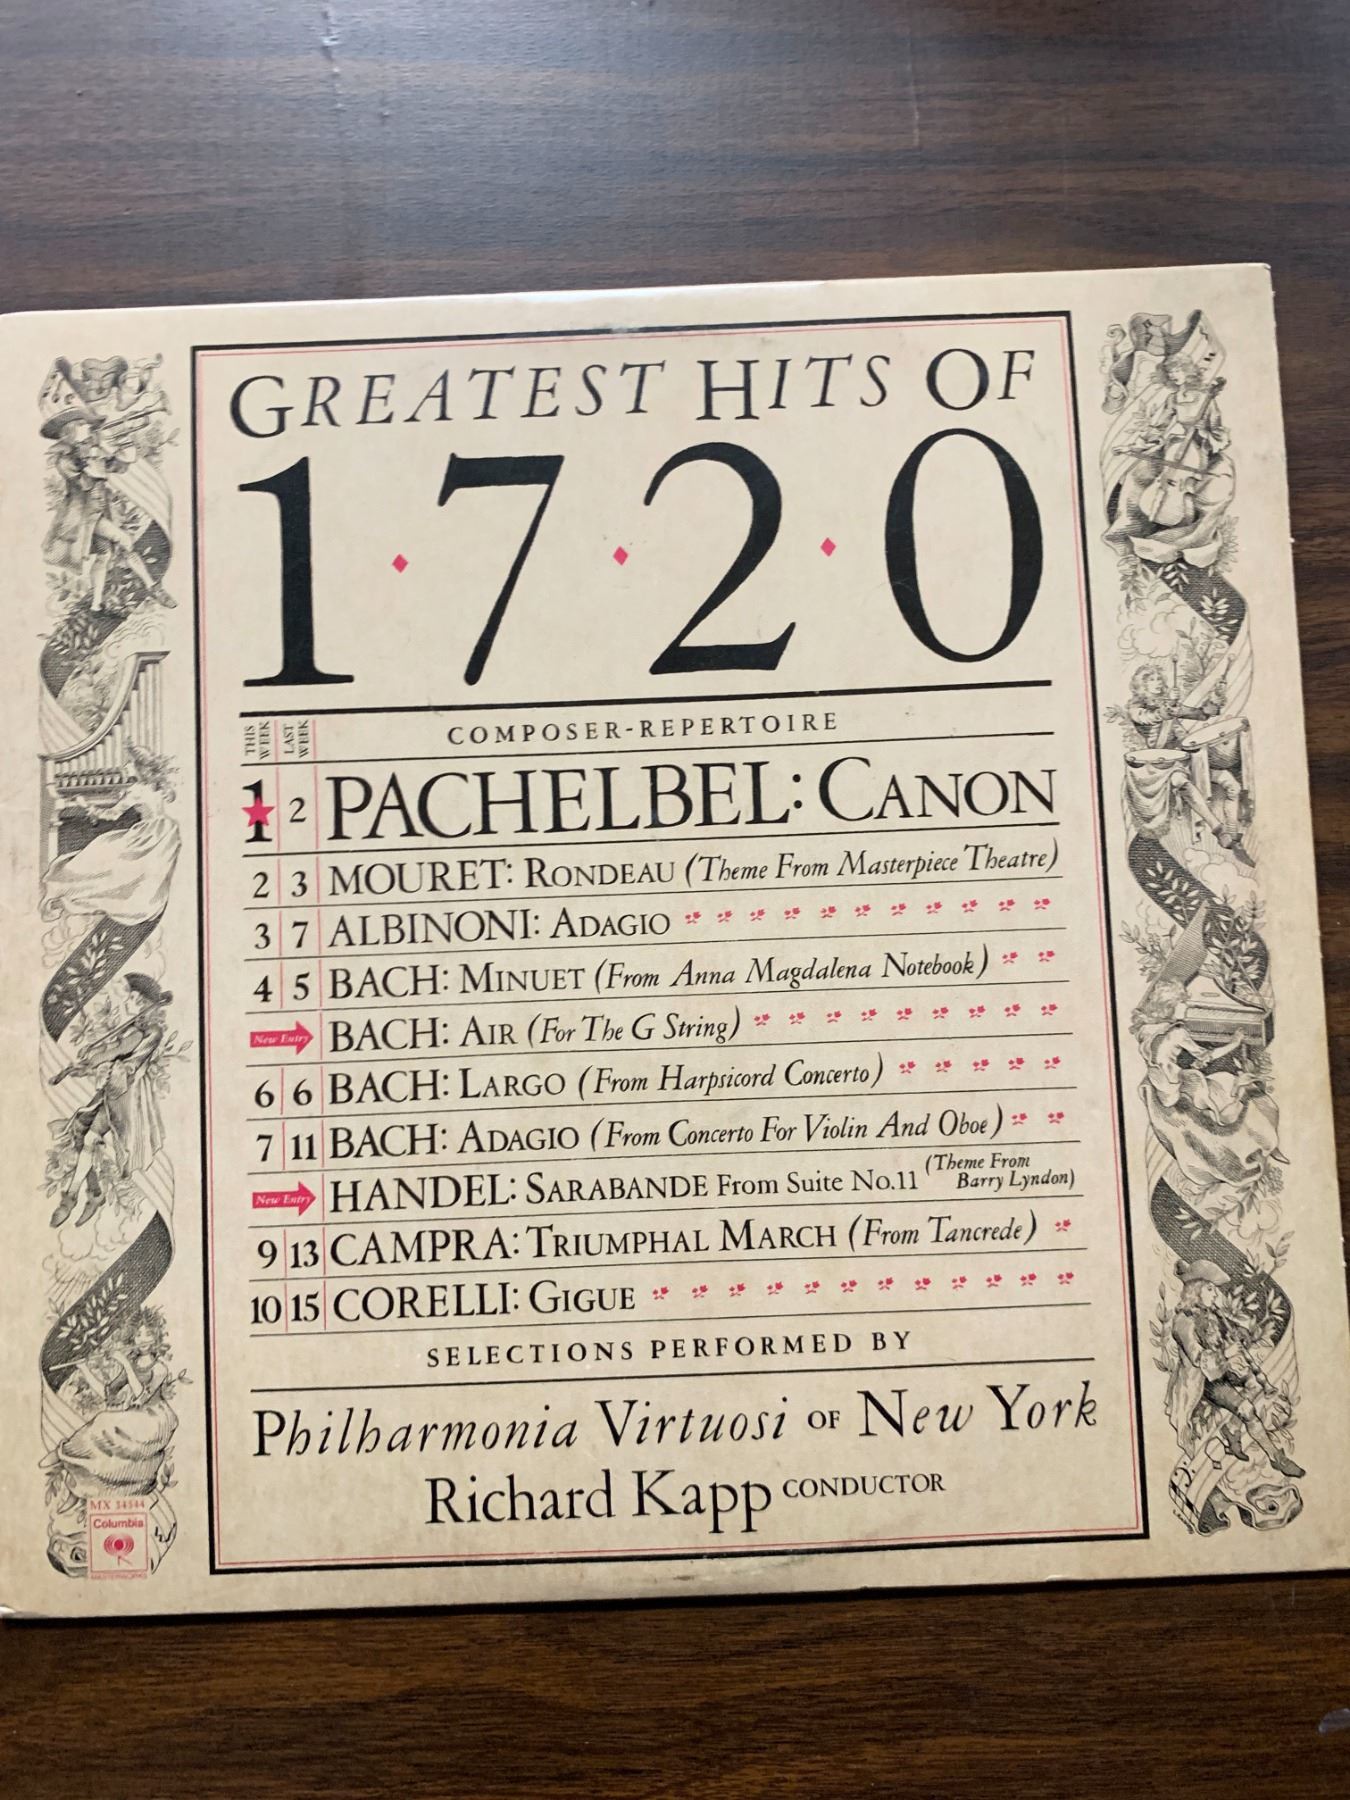 GREATEST HITS OF
1·7·2·0
THIS WEEK LAST WEEK COMPOSER-REPERTOIRE
1 2 PACHELBEL: CANON
2 3 MOURET: RONDEAU (Theme From Masterpiece Theatre)
3 7 ALBINONI: ADAGIO
4 5 BACH: MINUET (From Anna Magdalena Notebook)
New Entry BACH: AIR (For The G String)
6 6 BACH: LARGO (From Harpsicord Concerto)
7 11 BACH: ADAGIO (From Concerto For Violin And Oboe)
New Entry HANDEL: SARABANDE From Suite No.11 (Theme From Barry Lyndon)
9 13 CAMPRA: TRIUMPHAL MARCH (From Tancrede)
10 15 CORELLI: GIGUE
SELECTIONS PERFORMED BY
Philharmonia Virtuosi OF New York
Richard Kapp CONDUCTOR
MX 34544
Columbia
MASTERWORKS